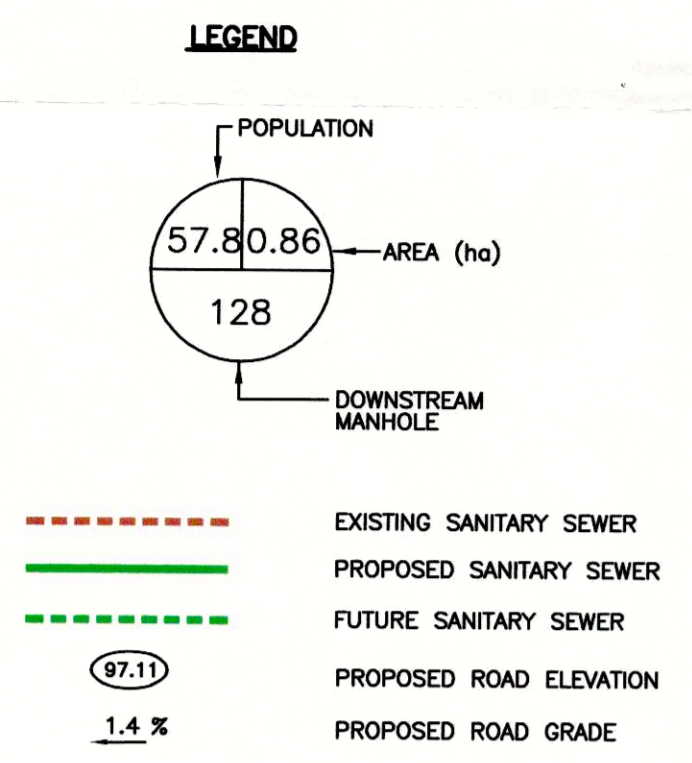 LEGEND
POPULATION
57.8 0.86
AREA (ha)
128
DOWNSTREAM
MANHOLE
EXISTING SANITARY SEWER
PROPOSED SANITARY SEWER
FUTURE SANITARY SEWER
97.11 PROPOSED ROAD ELEVATION
1.4 % PROPOSED ROAD GRADE